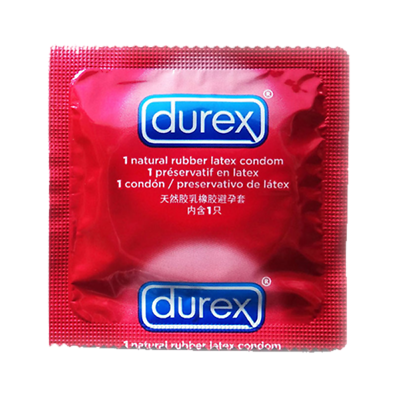 durex®
1 natural rubber latex condom
1 préservatif en latex
1 condón / preservativo de látex
天然胶乳橡胶避孕套
内含1只
durex®
1 natural rubber latex condom